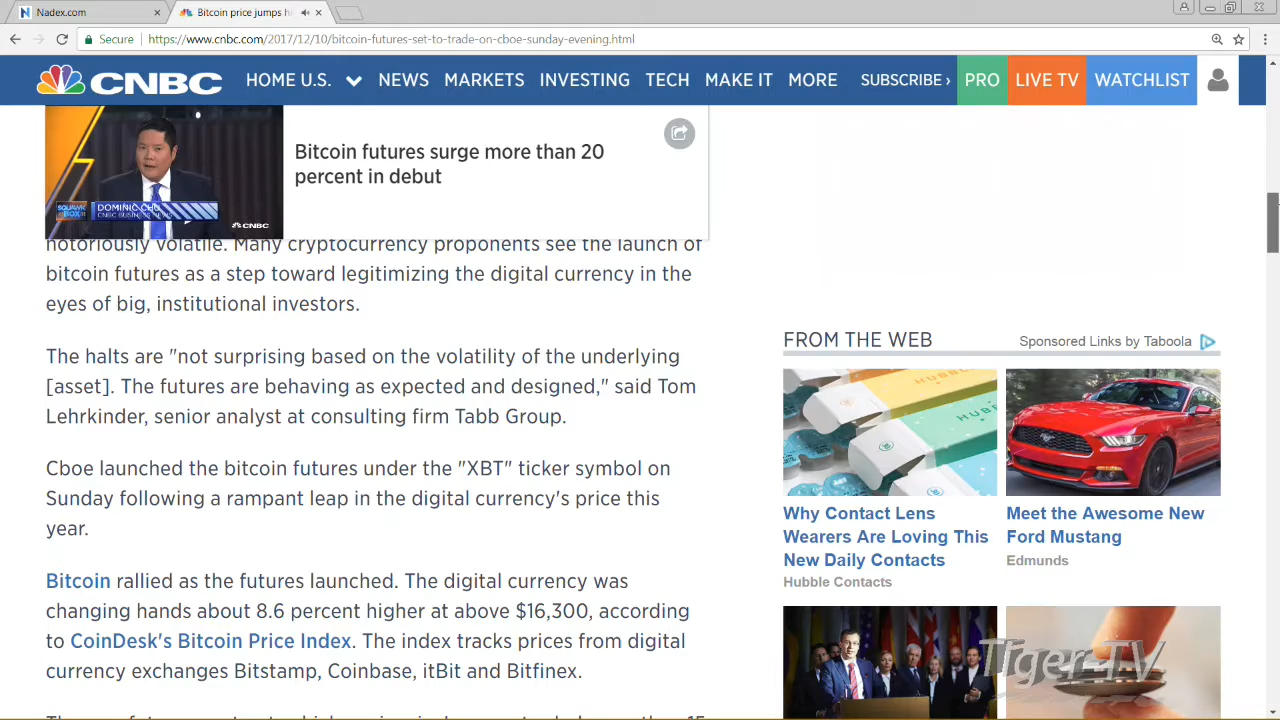 Nadex.com
Bitcoin price jumps hi
Secure
https://www.cnbc.com/2017/12/10/bitcoin-futures-set-to-trade-on-cboe-sunday-evening.html
CNBC
HOME U.S.
NEWS
MARKETS
INVESTING
TECH
MAKE IT
MORE
SUBSCRIBE ›
PRO
LIVE TV
WATCHLIST
SQUAWK BOX
DOMINIC CHU
CNBC BUSINESS NEWS
CNBC
Bitcoin futures surge more than 20
percent in debut
notoriously volatile. Many cryptocurrency proponents see the launch of
bitcoin futures as a step toward legitimizing the digital currency in the
eyes of big, institutional investors.
The halts are "not surprising based on the volatility of the underlying
[asset]. The futures are behaving as expected and designed," said Tom
Lehrkinder, senior analyst at consulting firm Tabb Group.
Cboe launched the bitcoin futures under the "XBT" ticker symbol on
Sunday following a rampant leap in the digital currency's price this
year.
Bitcoin rallied as the futures launched. The digital currency was
changing hands about 8.6 percent higher at above $16,300, according
to CoinDesk's Bitcoin Price Index. The index tracks prices from digital
currency exchanges Bitstamp, Coinbase, itBit and Bitfinex.
FROM THE WEB
Sponsored Links by Taboola
HUBBLE
HUBBL
Why Contact Lens
Wearers Are Loving This
New Daily Contacts
Hubble Contacts
Meet the Awesome New
Ford Mustang
Edmunds
Tiger-TV